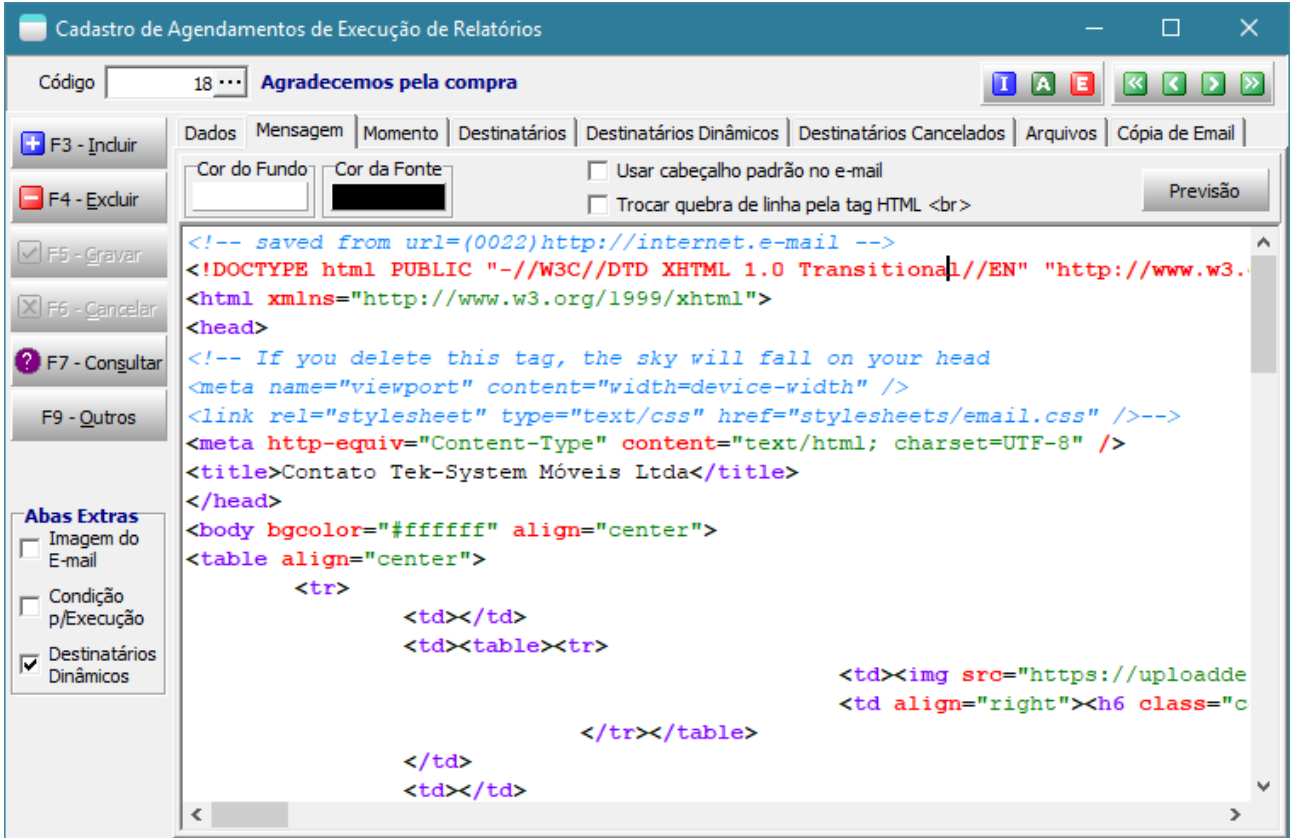 Cadastro de Agendamentos de Execução de Relatórios
Código 18 ... Agradecemos pela compra
I A E
F3 - Incluir
F4 - Excluir
F5 - Gravar
F6 - Cancelar
? F7 - Consultar
F9 - Outros
Abas Extras
Imagem do
E-mail
Condição
p/Execução
Destinatários
Dinâmicos
Dados Mensagem Momento Destinatários Destinatários Dinâmicos Destinatários Cancelados Arquivos Cópia de Email
Cor do Fundo Cor da Fonte
Usar cabeçalho padrão no e-mail
Trocar quebra de linha pela tag HTML <br>
Previsão
<!-- saved from url=(0022)http://internet.e-mail -->
<!DOCTYPE html PUBLIC "-//W3C//DTD XHTML 1.0 Transitional//EN" "http://www.w3.
<html xmlns="http://www.w3.org/1999/xhtml">
<head>
<!-- If you delete this tag, the sky will fall on your head
<meta name="viewport" content="width=device-width" />
<link rel="stylesheet" type="text/css" href="stylesheets/email.css" />-->
<meta http-equiv="Content-Type" content="text/html; charset=UTF-8" />
<title>Contato Tek-System Móveis Ltda</title>
</head>
<body bgcolor="#ffffff" align="center">
<table align="center">
<tr>
<td></td>
<td><table><tr>
<td><img src="https://uploadde
<td align="right"><h6 class="c
</tr></table>
</td>
<td></td>